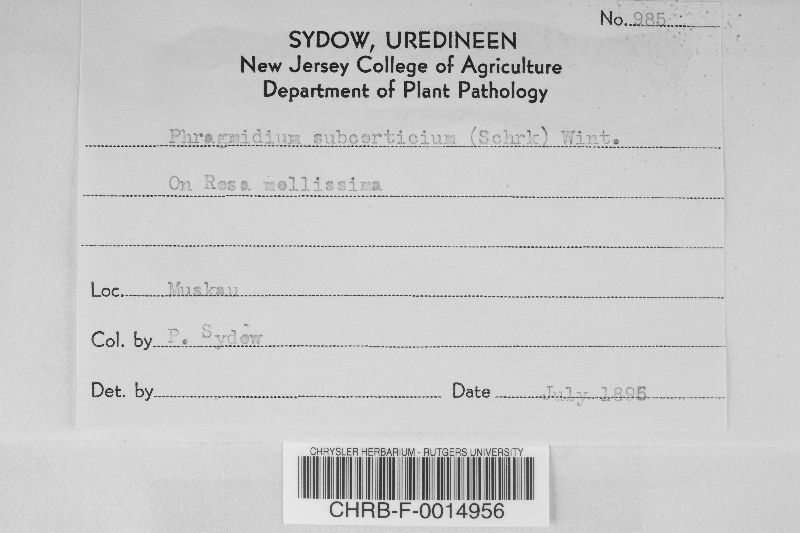 No. 985
SYDOW, UREDINEEN
New Jersey College of Agriculture
Department of Plant Pathology
Phragmidium subcorticium (Schrk) Wint.
On Rosa mollissima
Loc. Muskau
Col. by P. Sydow
Det. by Date July 1895
CHRYSLER HERBARIUM - RUTGERS UNIVERSITY
CHRB-F-0014956